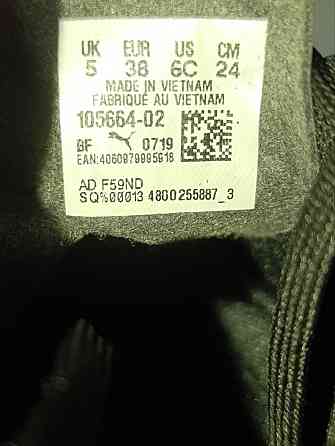 UK EUR US CM
5 38 6C 24
MADE IN VIETNAM
FABRIQUÉ AU VIETNAM
105664-02
BF 0719
EAN:4060979995618
AD F59ND
SQ%00013 4800255887_3